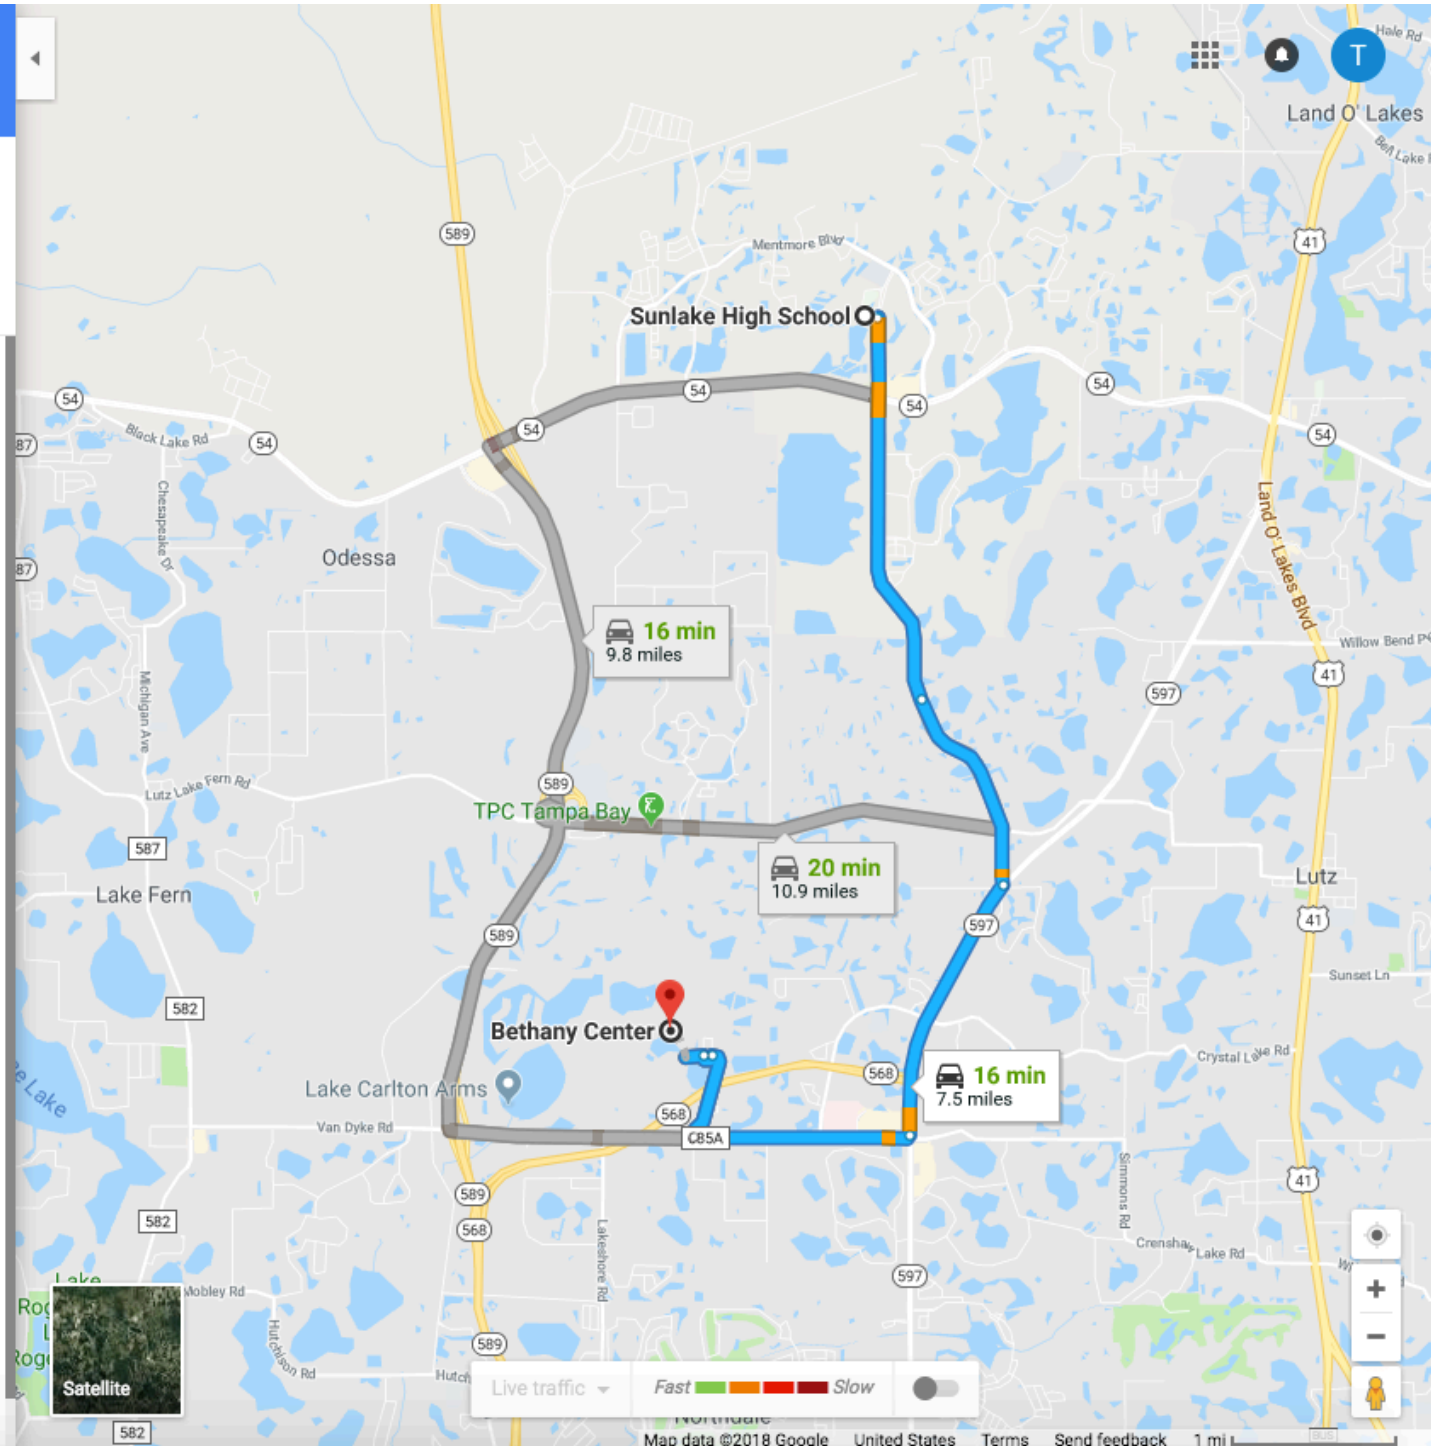 T
Hale Rd
Land O' Lakes
Bell Lake
589
41
Mentmore Blvd
Sunlake High School
54
54
54
54
54
54
54
Black Lake Rd
87
Chesapeake Dr
Land O' Lakes Blvd
Odessa
87
16 min
9.8 miles
Willow Bend
41
597
Michigan Ave
589
Lutz Lake Fern Rd
TPC Tampa Bay
587
20 min
10.9 miles
Lutz
Lake Fern
41
597
589
Sunset Ln
582
Bethany Center
Crystal Lake Rd
568
16 min
7.5 miles
Lake Carlton Arms
Lake
568
Van Dyke Rd
C85A
Simmons Rd
41
589
582
568
Lakeshore Rd
Crenshaw Lake Rd
597
Lake
Mobley Rd
Hutchison Rd
589
Satellite
Live traffic
Fast
Slow
582
Northdale
BUS
Map data ©2018 Google
United States
Terms
Send feedback
1 mi